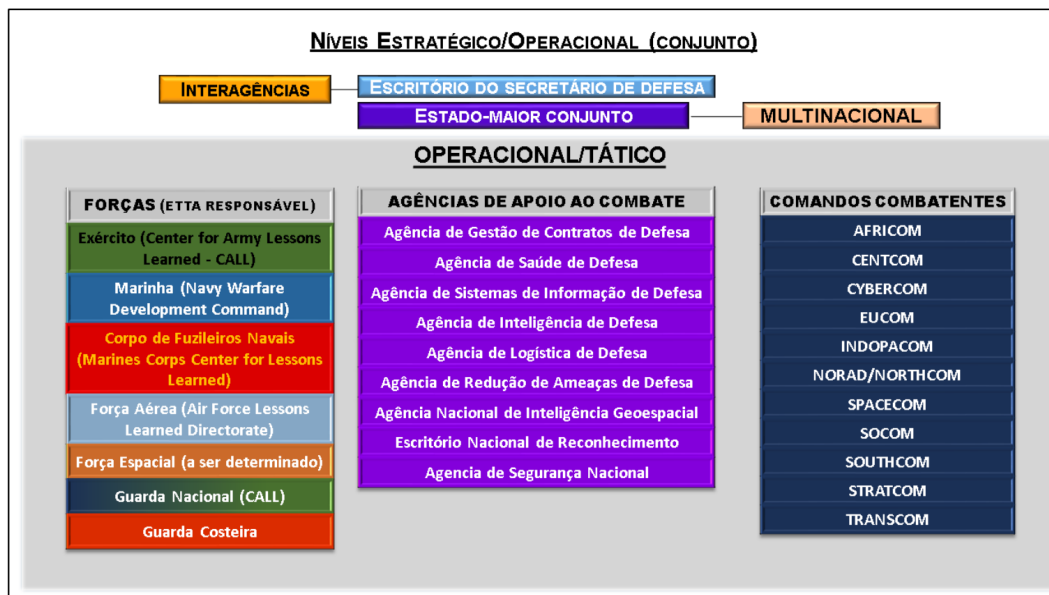 NÍVEIS ESTRATÉGICO/OPERACIONAL (CONJUNTO)
INTERAGÊNCIAS
ESCRITÓRIO DO SECRETÁRIO DE DEFESA
ESTADO-MAIOR CONJUNTO
MULTINACIONAL
OPERACIONAL/TÁTICO
FORÇAS (ETTA RESPONSÁVEL)
Exército (Center for Army Lessons
Learned - CALL)
Marinha (Navy Warfare
Development Command)
Corpo de Fuzileiros Navais
(Marines Corps Center for Lessons
Learned)
Força Aérea (Air Force Lessons
Learned Directorate)
Força Espacial (a ser determinado)
Guarda Nacional (CALL)
Guarda Costeira
AGÊNCIAS DE APOIO AO COMBATE
Agência de Gestão de Contratos de Defesa
Agência de Saúde de Defesa
Agência de Sistemas de Informação de Defesa
Agência de Inteligência de Defesa
Agência de Logística de Defesa
Agência de Redução de Ameaças de Defesa
Agência Nacional de Inteligência Geoespacial
Escritório Nacional de Reconhecimento
Agencia de Segurança Nacional
COMANDOS COMBATENTES
AFRICOM
CENTCOM
CYBERCOM
EUCOM
INDOPACOM
NORAD/NORTHCOM
SPACECOM
SOCOM
SOUTHCOM
STRATCOM
TRANSCOM